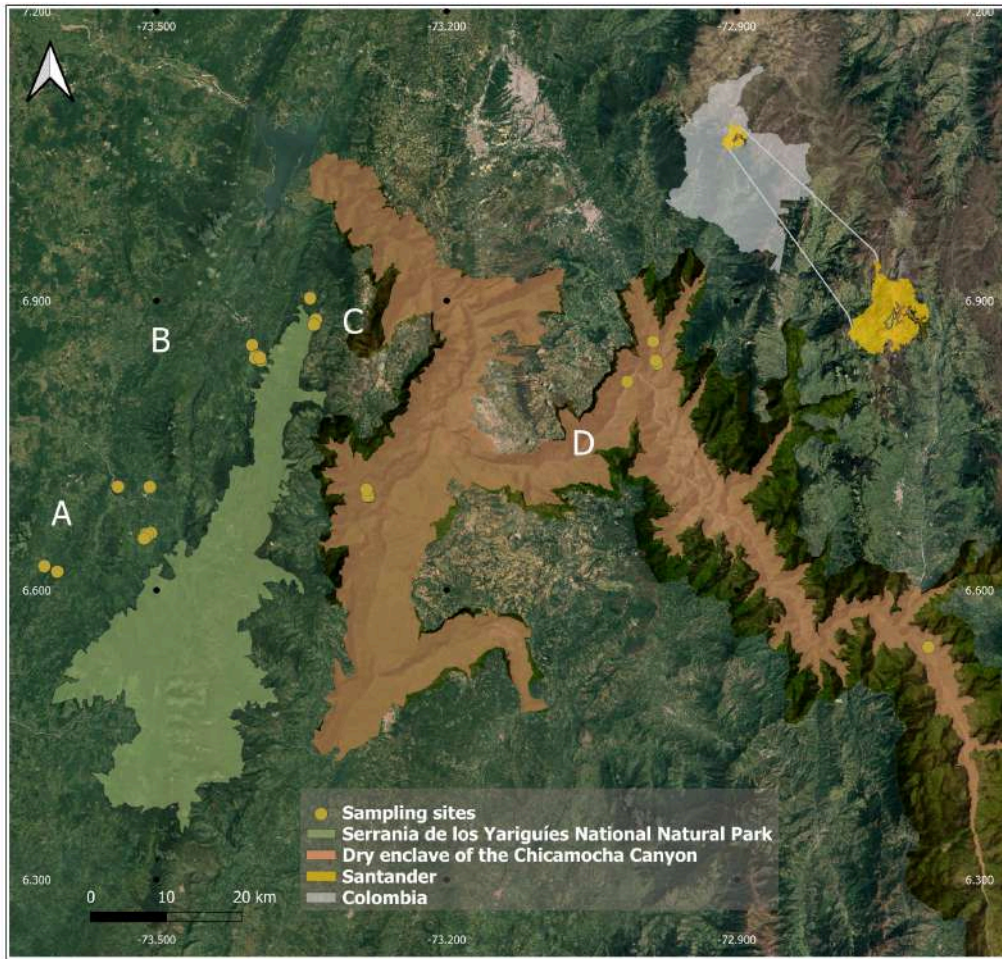 7.200 -73.500 -73.200 -72.900 7.200
6.900 6.900
B C
D
A
6.600 6.600
Sampling sites
Serrania de los Yariguíes National Natural Park
Dry enclave of the Chicamocha Canyon
Santander
Colombia
6.300 6.300
0 10 20 km
-73.500 -73.200 -72.900